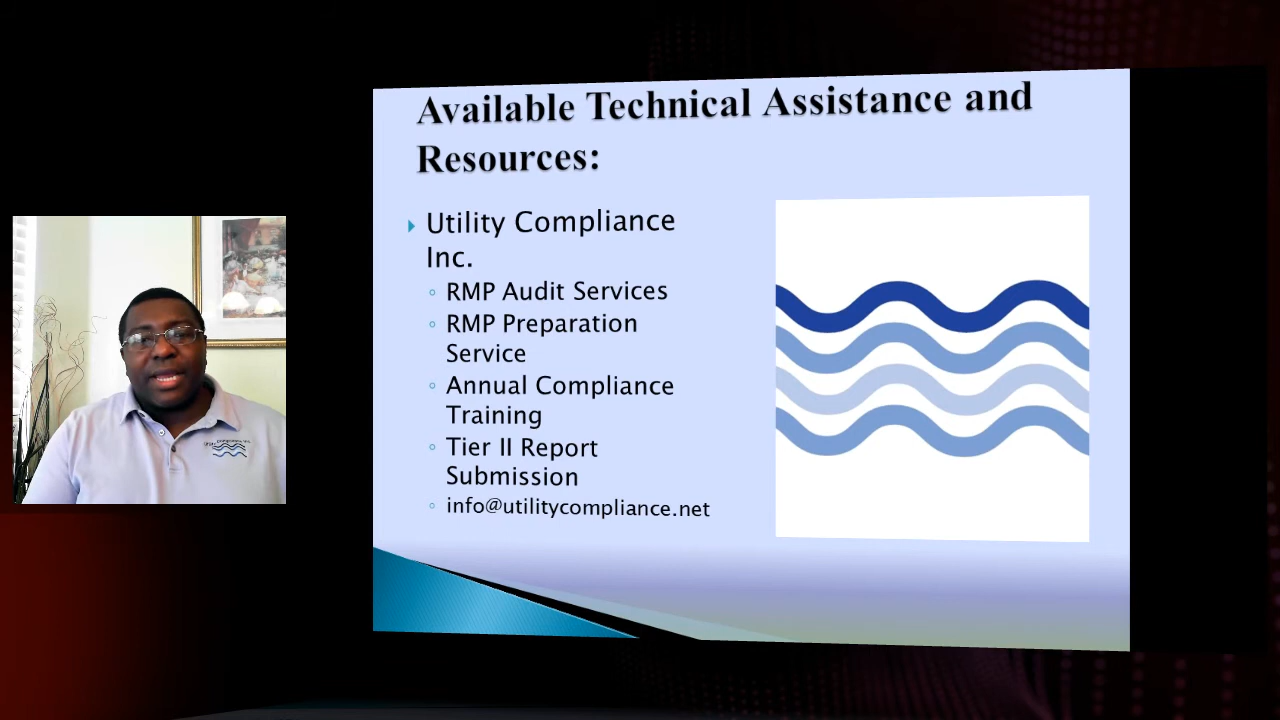 Available Technical Assistance and
Resources:
Utility Compliance
Inc.
RMP Audit Services
RMP Preparation
Service
Annual Compliance
Training
Tier II Report
Submission
info@utilitycompliance.net